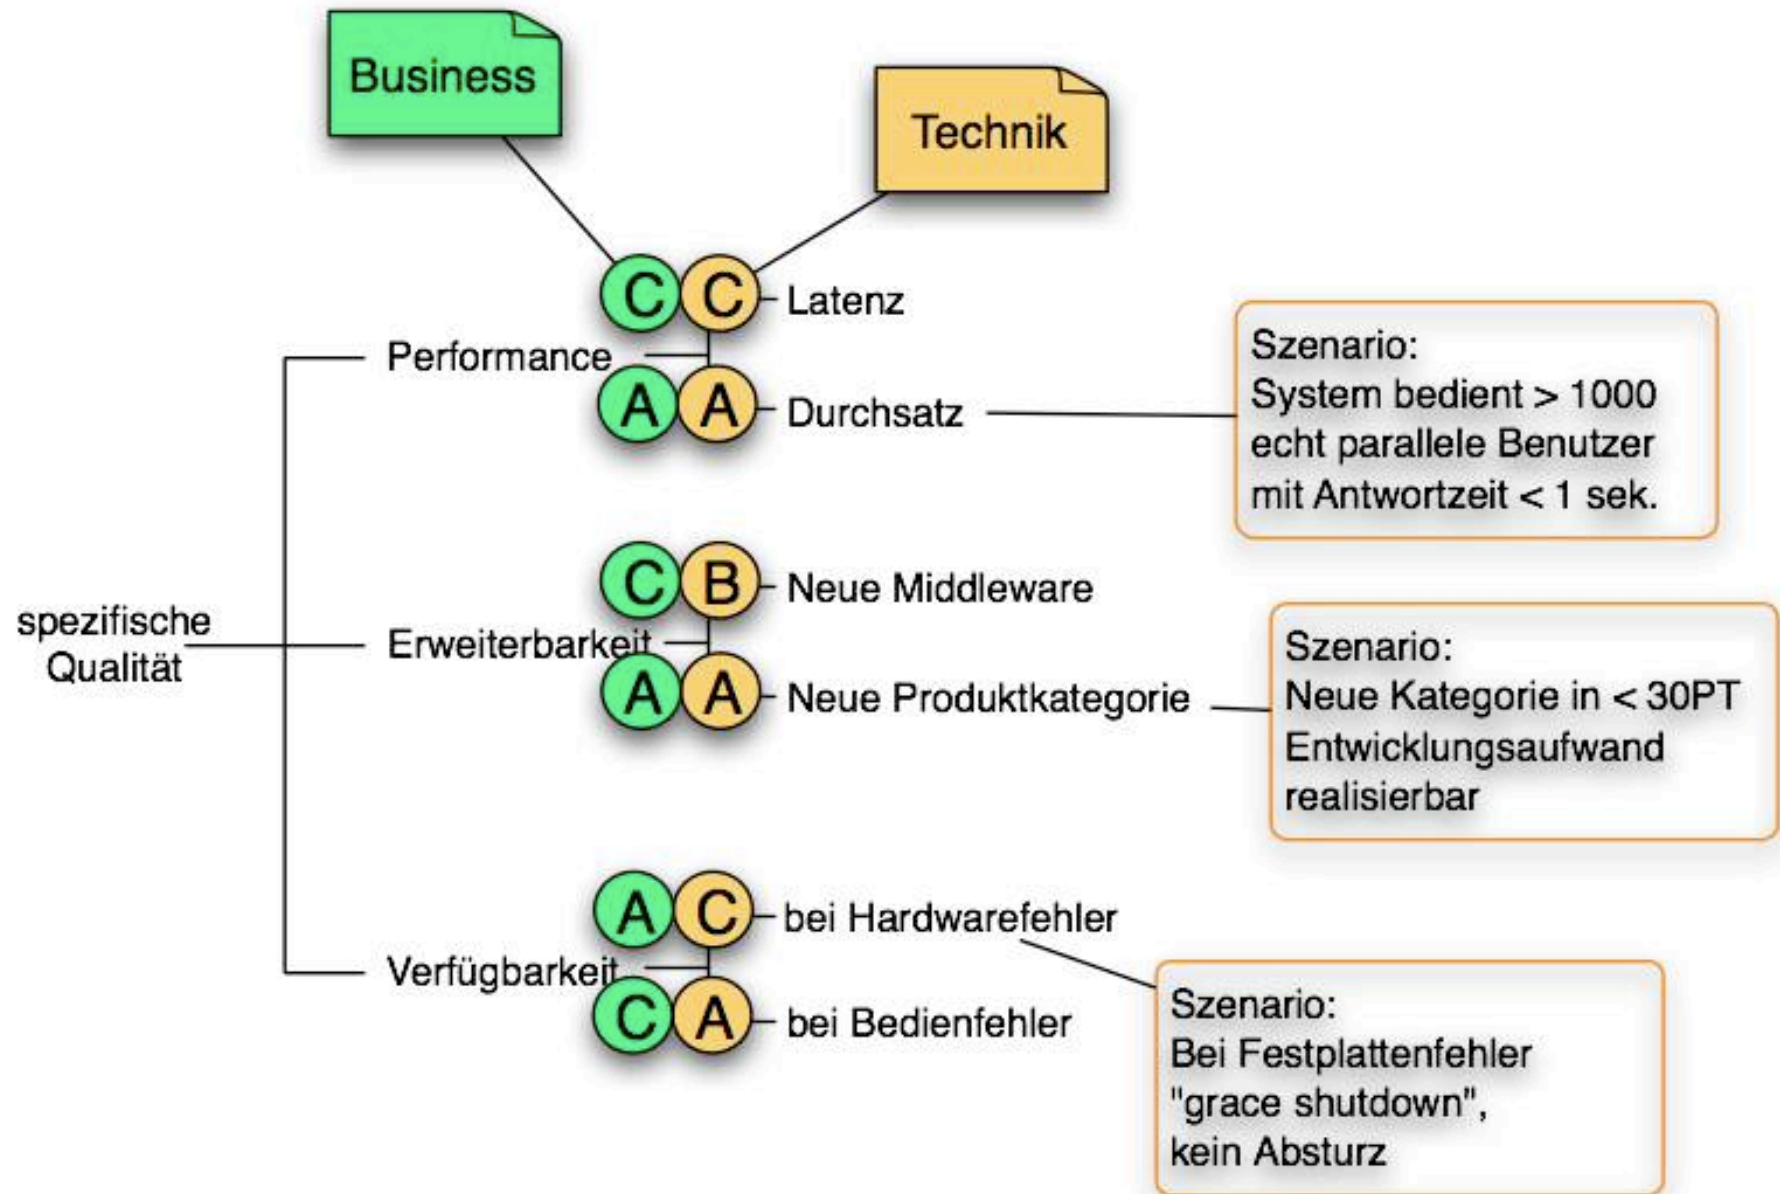 Business
Technik
C C Latenz
Performance
A A Durchsatz
Szenario:
System bedient > 1000
echt parallele Benutzer
mit Antwortzeit < 1 sek.
spezifische
Qualität
C B Neue Middleware
Erweiterbarkeit
A A Neue Produktkategorie
Szenario:
Neue Kategorie in < 30PT
Entwicklungsaufwand
realisierbar
A C bei Hardwarefehler
Verfügbarkeit
C A bei Bedienfehler
Szenario:
Bei Festplattenfehler
"grace shutdown",
kein Absturz